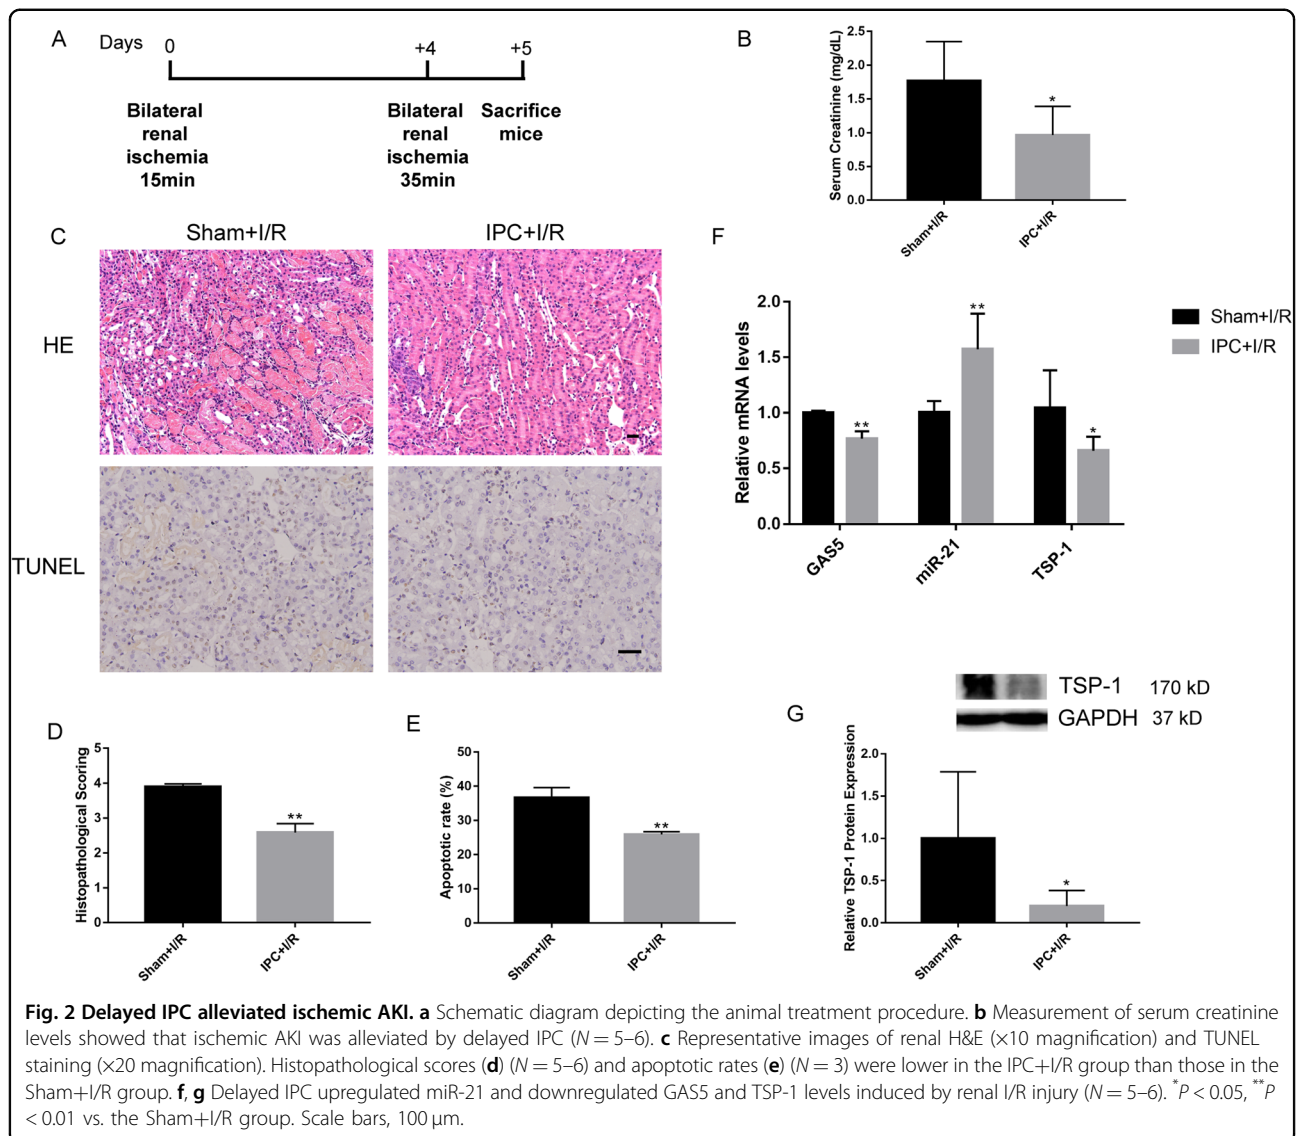 A
Days 0 +4 +5
Bilateral renal ischemia 15min
Bilateral renal ischemia 35min
Sacrifice mice
B
Serum Creatinine (mg/dL)
2.5
2.0
1.5
1.0
0.5
0.0
*
Sham+I/R
IPC+I/R
C
Sham+I/R IPC+I/R
HE
TUNEL
F
Relative mRNA levels
2.0
1.5
1.0
0.5
0.0
**
**
*
GAS5
miR-21
TSP-1
Sham+I/R
IPC+I/R
D
Histopathological Scoring
5
4
3
2
1
0
**
Sham+I/R
IPC+I/R
E
Apoptotic rate (%)
50
40
30
20
10
0
**
Sham+I/R
IPC+I/R
G
TSP-1 170 kD
GAPDH 37 kD
Relative TSP-1 Protein Expression
2.0
1.5
1.0
0.5
0.0
*
Sham+I/R
IPC+I/R
Fig. 2 Delayed IPC alleviated ischemic AKI. a Schematic diagram depicting the animal treatment procedure. b Measurement of serum creatinine
levels showed that ischemic AKI was alleviated by delayed IPC (N = 5–6). c Representative images of renal H&E (×10 magnification) and TUNEL
staining (×20 magnification). Histopathological scores (d) (N = 5–6) and apoptotic rates (e) (N = 3) were lower in the IPC+I/R group than those in the
Sham+I/R group. f, g Delayed IPC upregulated miR-21 and downregulated GAS5 and TSP-1 levels induced by renal I/R injury (N = 5–6). *P < 0.05, **P
< 0.01 vs. the Sham+I/R group. Scale bars, 100 μm.